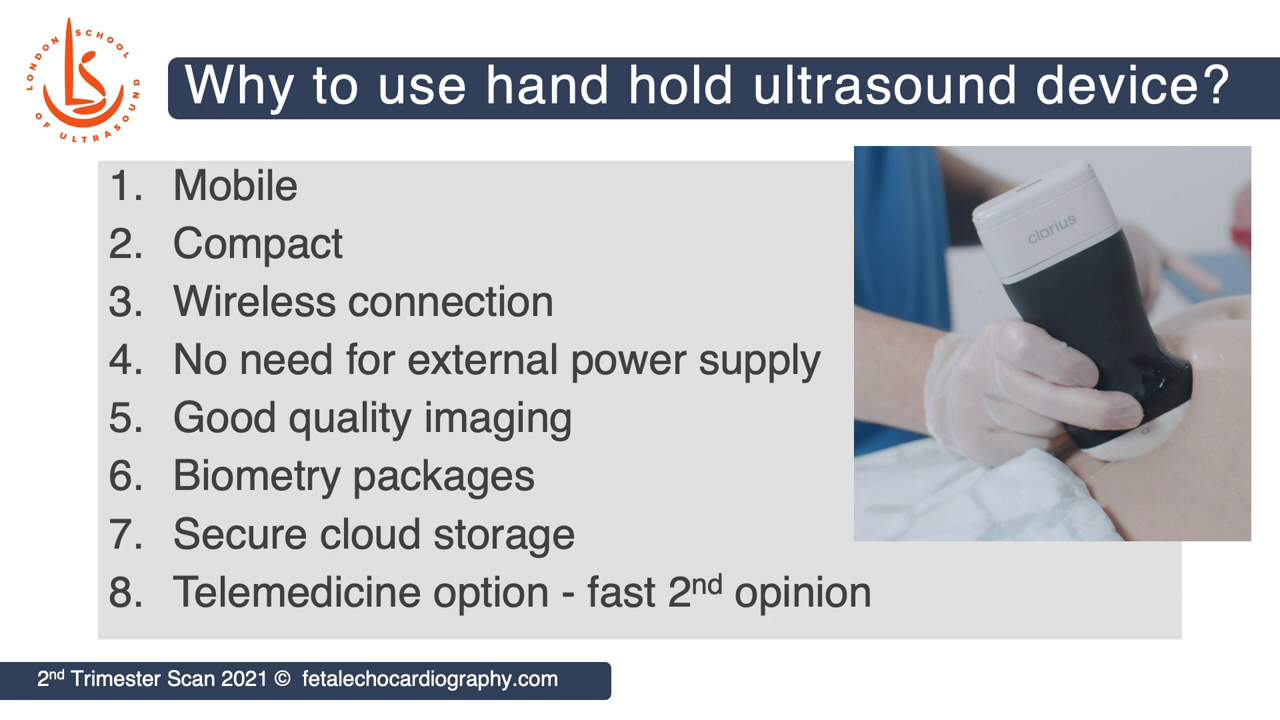 LONDON SCHOOL OF ULTRASOUND
Why to use hand hold ultrasound device?
1. Mobile
2. Compact
3. Wireless connection
4. No need for external power supply
5. Good quality imaging
6. Biometry packages
7. Secure cloud storage
8. Telemedicine option - fast 2nd opinion
clarius
2nd Trimester Scan 2021 © fetalechocardiography.com